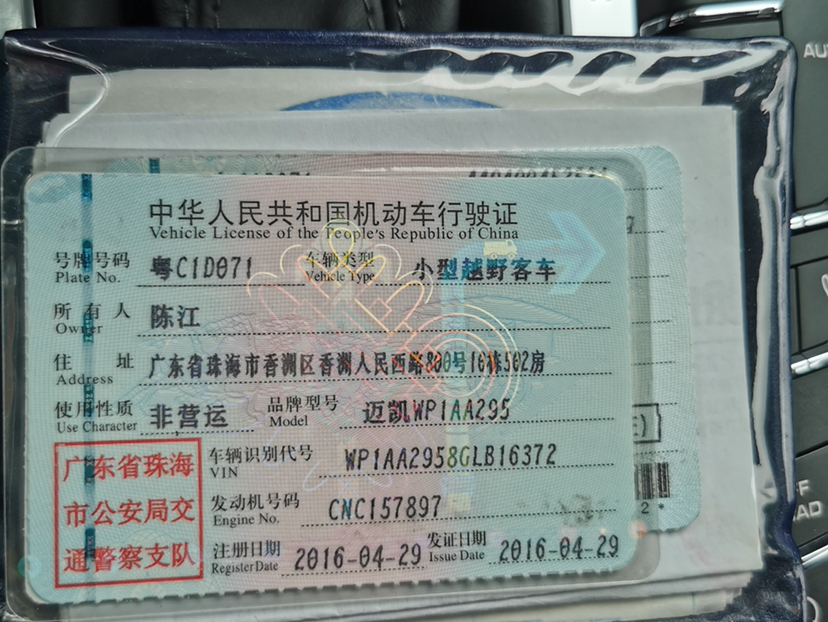 中华人民共和国机动车行驶证
Vehicle License of the People's Republic of China
号牌号码 粤C1D071 车辆类型 小型越野客车
Plate No. Vehicle Type
所有人 陈江
Owner
住址 广东省珠海市香洲区香洲人民西路800号16栋502房
Address
使用性质 非营运 品牌型号 迈凯WP1AA295
Use Character Model
广东省珠海
市公安局交
通警察支队
车辆识别代号 WP1AA2958GLB16372
VIN
发动机号码 CNC157897
Engine No.
注册日期 2016-04-29 发证日期 2016-04-29
Register Date Issue Date